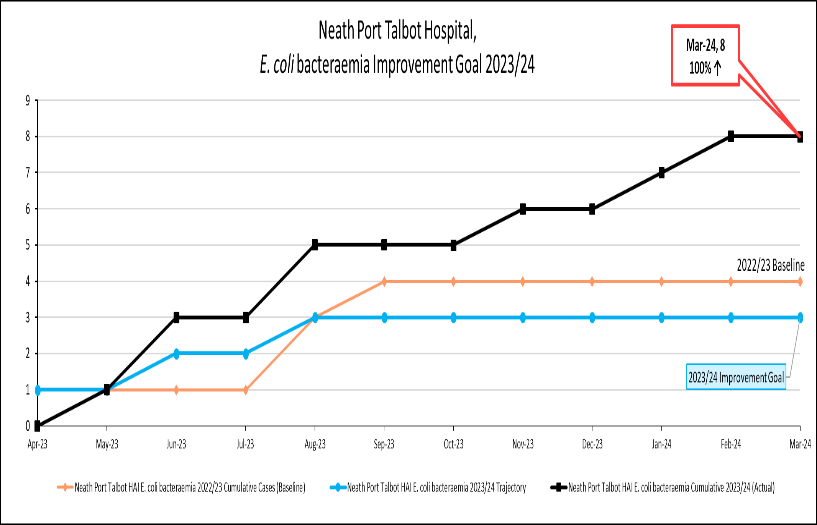 Neath Port Talbot Hospital,
E. coli bacteraemia Improvement Goal 2023/24
Mar-24, 8
100% ↑
9
8
7
6
5
4
3
2
1
0
2022/23 Baseline
2023/24 Improvement Goal
Apr-23 May-23 Jun-23 Jul-23 Aug-23 Sep-23 Oct-23 Nov-23 Dec-23 Jan-24 Feb-24 Mar-24
Neath Port Talbot HAI E. coli bacteraemia 2022/23 Cumulative Cases (Baseline) Neath Port Talbot HAI E. coli bacteraemia 2023/24 Trajectory Neath Port Talbot HAI E. coli bacteraemia Cumulative 2023/24 (Actual)